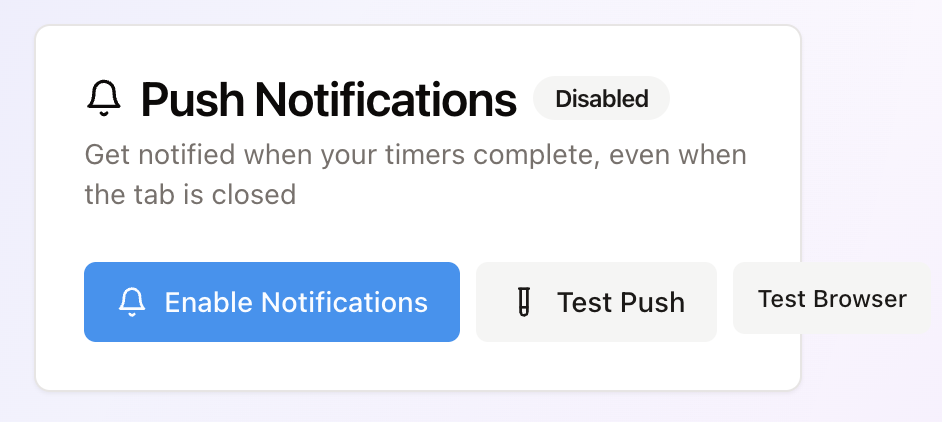 Push Notifications Disabled
Get notified when your timers complete, even when
the tab is closed
Enable Notifications Test Push Test Browser